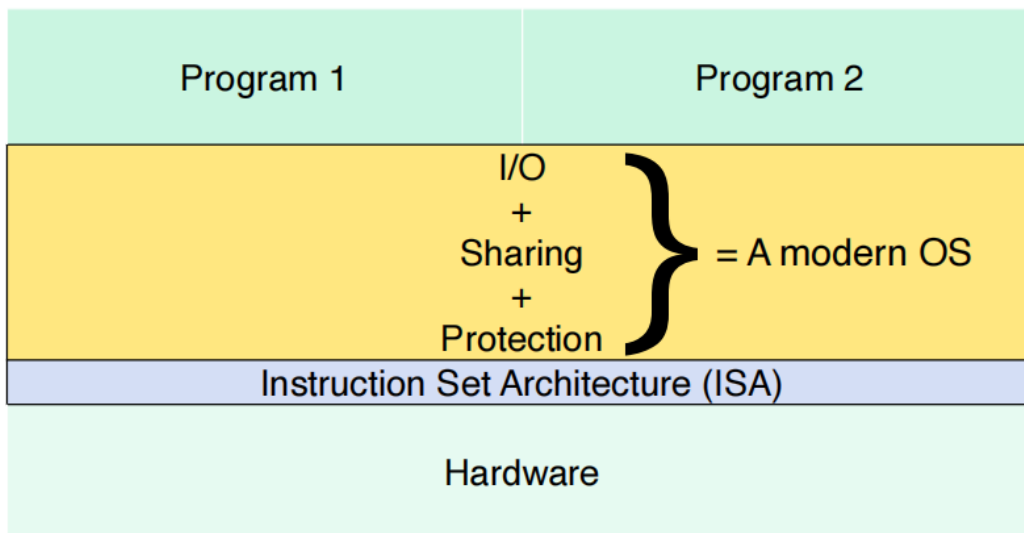 Program 1
Program 2
I/O
+
Sharing
+
Protection
= A modern OS
Instruction Set Architecture (ISA)
Hardware